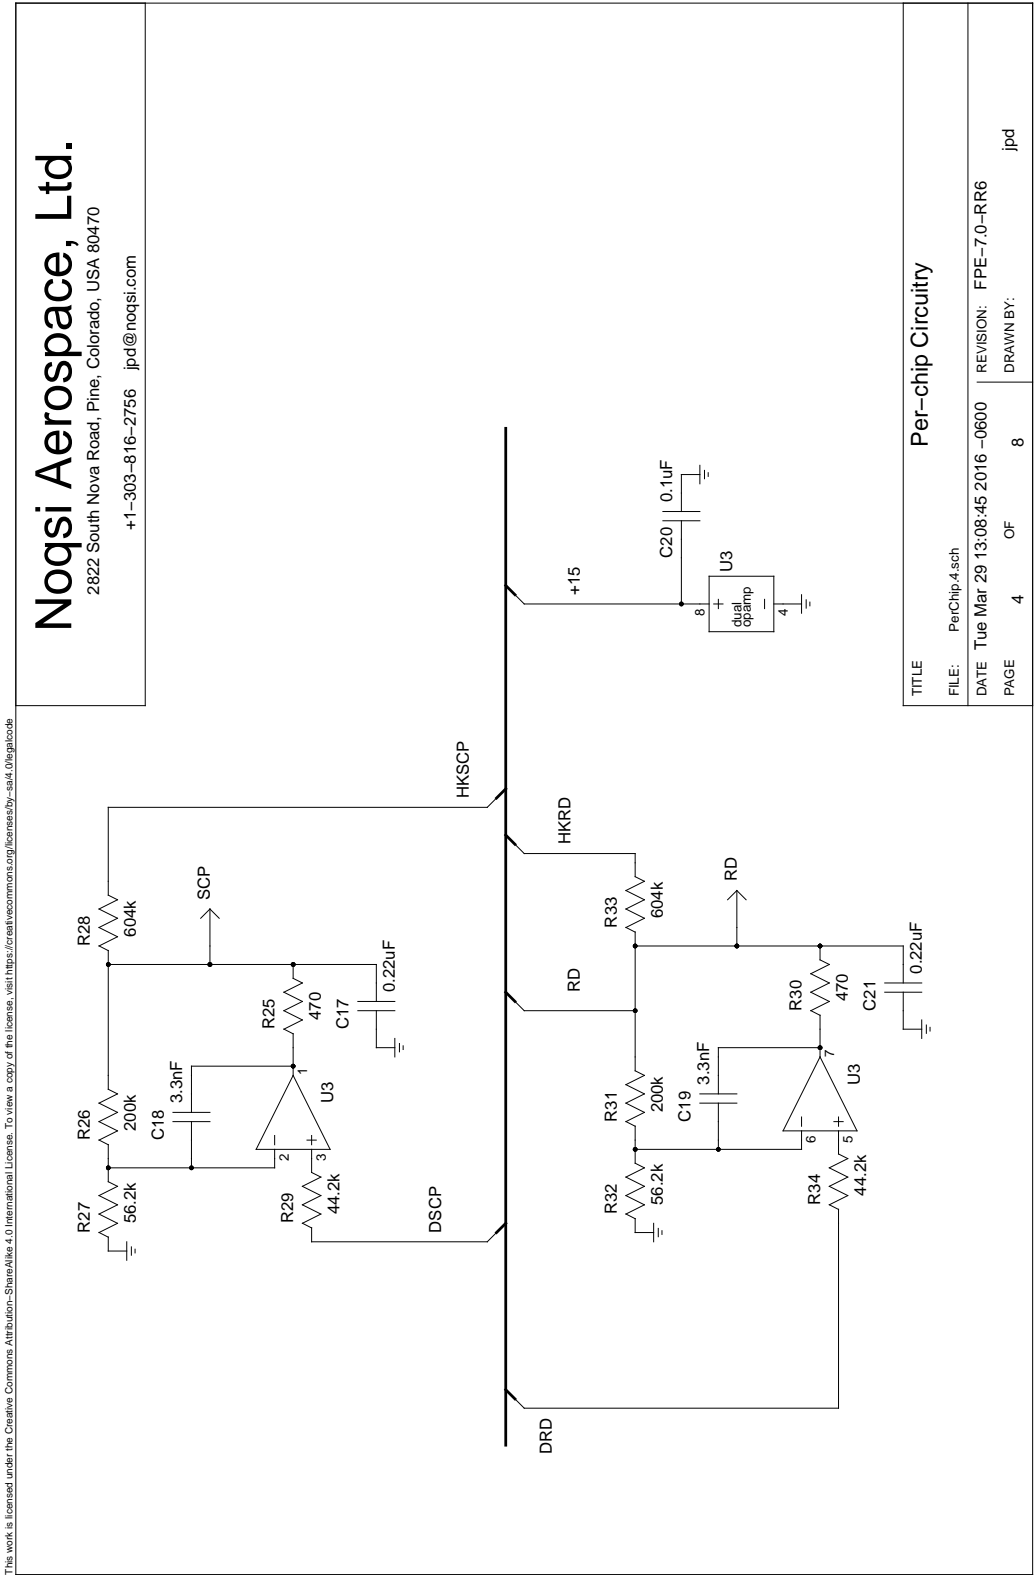 This work is licensed under the Creative Commons Attribution−ShareAlike 4.0 International License. To view a copy of the license, visit https://creativecommons.org/licenses/by−sa/4.0/legalcode
Noqsi Aerospace, Ltd.
2822 South Nova Road, Pine, Colorado, USA 80470
+1−303−816−2756 jpd@noqsi.com
R27
56.2k
R26
200k
R28
604k
C18
3.3nF
SCP
2
3
1
U3
R25
470
R29
44.2k
C17
0.22uF
DSCP
HKSCP
DRD
RD
HKRD
+15
R32
56.2k
R31
200k
R33
604k
C19
3.3nF
RD
6
5
7
U3
R30
470
R34
44.2k
C21
0.22uF
C20
0.1uF
8
+
dual
opamp
−
4
U3
TITLE
Per−chip Circuitry
FILE: PerChip.4.sch
DATE Tue Mar 29 13:08:45 2016 −0600
REVISION: FPE−7.0−RR6
PAGE 4 OF 8
DRAWN BY: jpd